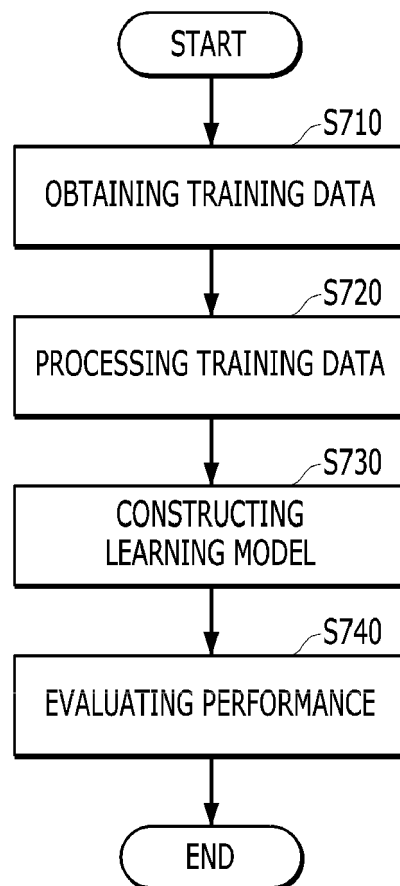 START
S710
OBTAINING TRAINING DATA
S720
PROCESSING TRAINING DATA
S730
CONSTRUCTING
LEARNING MODEL
S740
EVALUATING PERFORMANCE
END